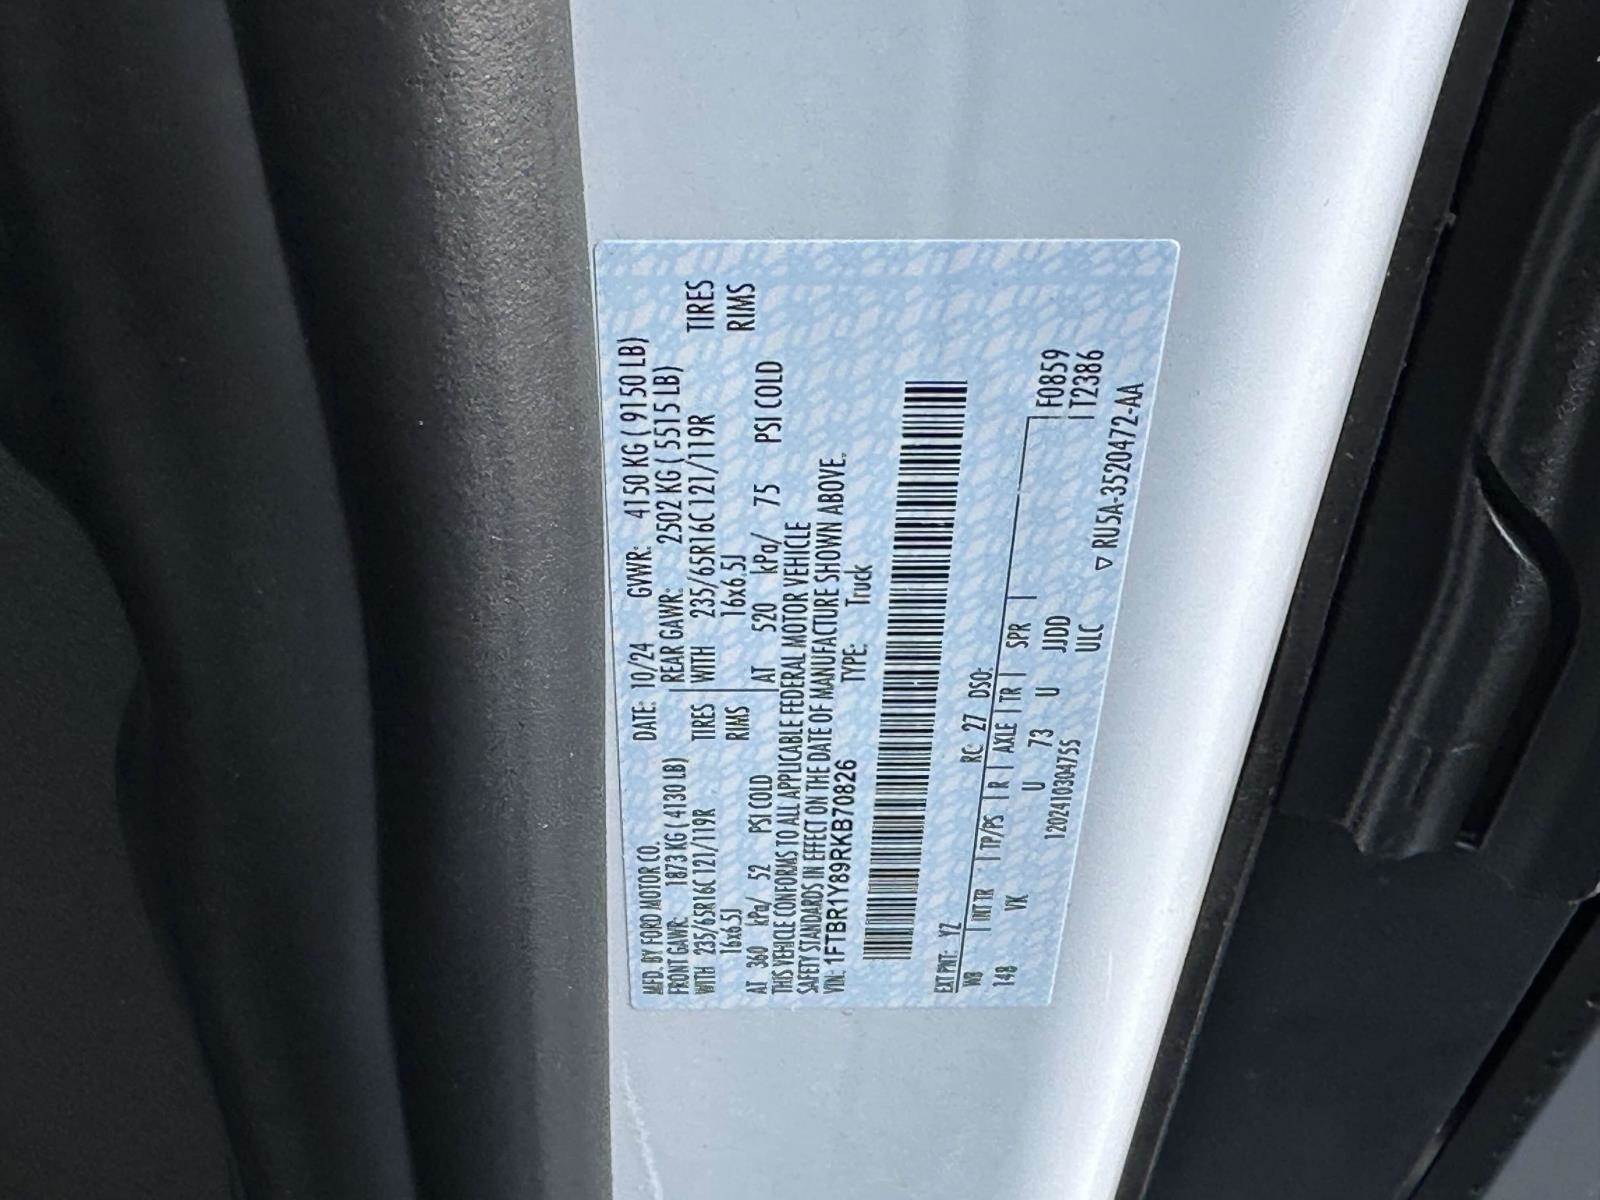 MFD. BY FORD MOTOR CO. DATE: 10/24 GVWR: 4150 KG ( 9150 LB)
FRONT GAWR: 1873 KG ( 4130 LB) REAR GAWR: 2502 KG ( 5515 LB)
WITH 235/65R16C 121/119R TIRES WITH 235/65R16C 121/119R TIRES
16x6.5J RIMS 16x6.5J RIMS
AT 360 kPa/ 52 PSI COLD AT 520 kPa/ 75 PSI COLD
THIS VEHICLE CONFORMS TO ALL APPLICABLE FEDERAL MOTOR VEHICLE
SAFETY STANDARDS IN EFFECT ON THE DATE OF MANUFACTURE SHOWN ABOVE.
VIN: 1FTBR1Y89RKB70826 TYPE: Truck
EXT PNT: YZ RC: 27 DSO:
WB INT TR TP/PS R AXLE TR SPR F0859
148 VK U 73 U JJDD IT2386
1202410304755 ULC
▽ RU5A-3520472-AA